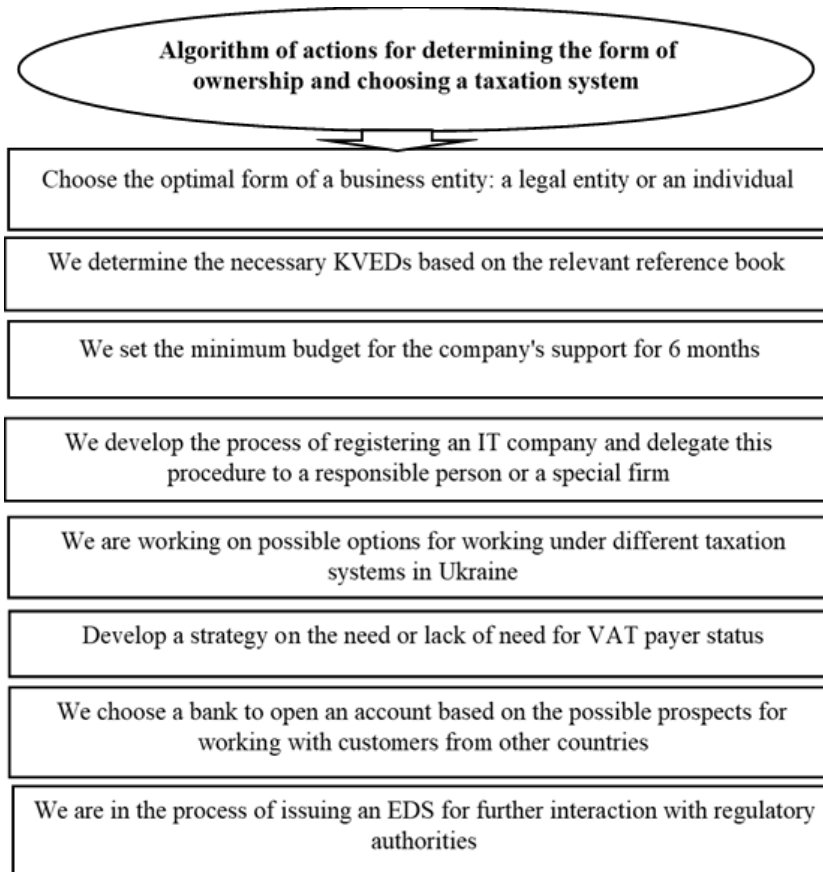 Algorithm of actions for determining the form of
ownership and choosing a taxation system
Choose the optimal form of a business entity: a legal entity or an individual
We determine the necessary KVEDs based on the relevant reference book
We set the minimum budget for the company's support for 6 months
We develop the process of registering an IT company and delegate this
procedure to a responsible person or a special firm
We are working on possible options for working under different taxation
systems in Ukraine
Develop a strategy on the need or lack of need for VAT payer status
We choose a bank to open an account based on the possible prospects for
working with customers from other countries
We are in the process of issuing an EDS for further interaction with regulatory
authorities